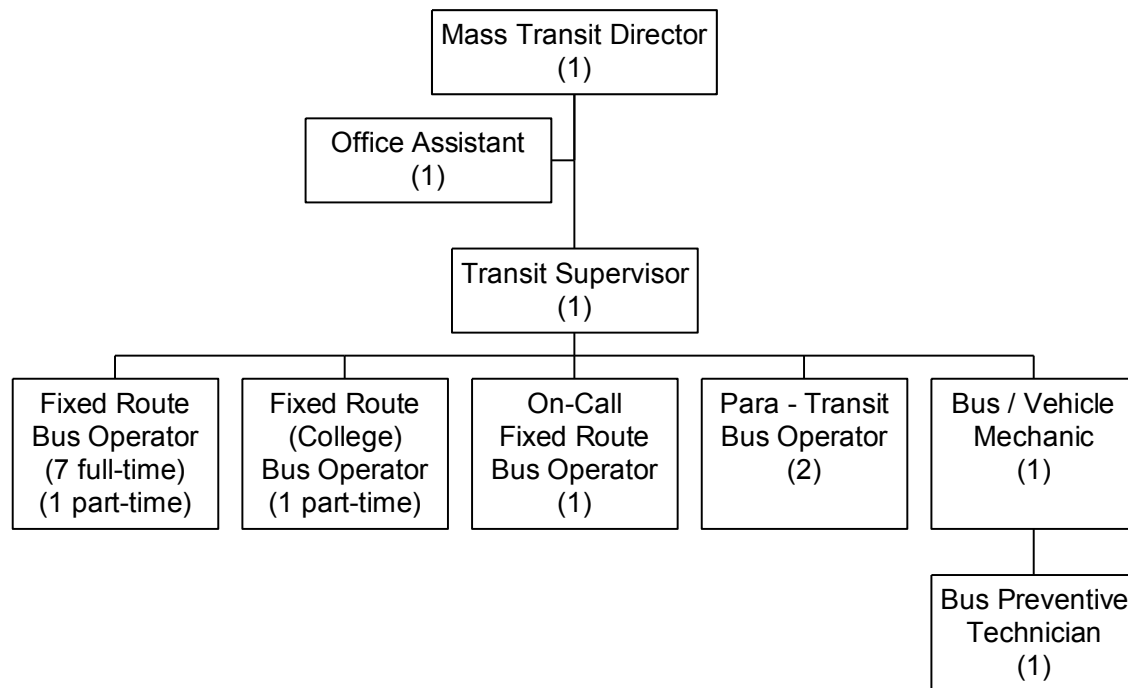 Mass Transit Director
(1)
Office Assistant
(1)
Transit Supervisor
(1)
Fixed Route
Bus Operator
(7 full-time)
(1 part-time)
Fixed Route
(College)
Bus Operator
(1 part-time)
On-Call
Fixed Route
Bus Operator
(1)
Para - Transit
Bus Operator
(2)
Bus / Vehicle
Mechanic
(1)
Bus Preventive
Technician
(1)